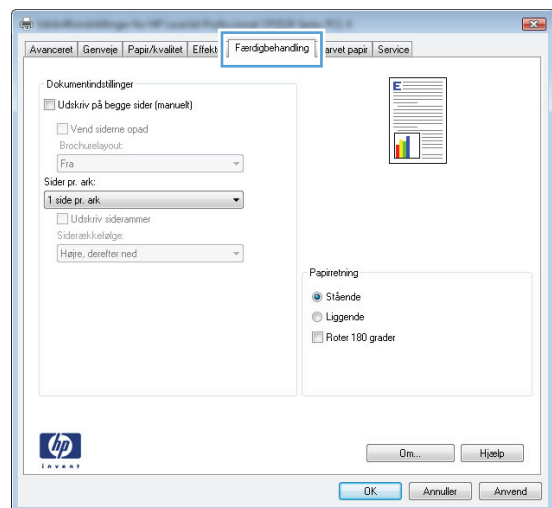 Avanceret Genveje Papir/kvalitet Effekt Færdigbehandling arvet papir Service
Dokumentindstillinger
Udskriv på begge sider (manuelt)
Vend siderne opad
Brochurelayout:
Fra
Sider pr. ark:
1 side pr. ark
Udskriv siderammer
Siderækkefølge:
Højre, derefter ned
E
Papirretning
Stående
Liggende
Roter 180 grader
hp
invent
Om... Hjælp
OK Annuller Anvend